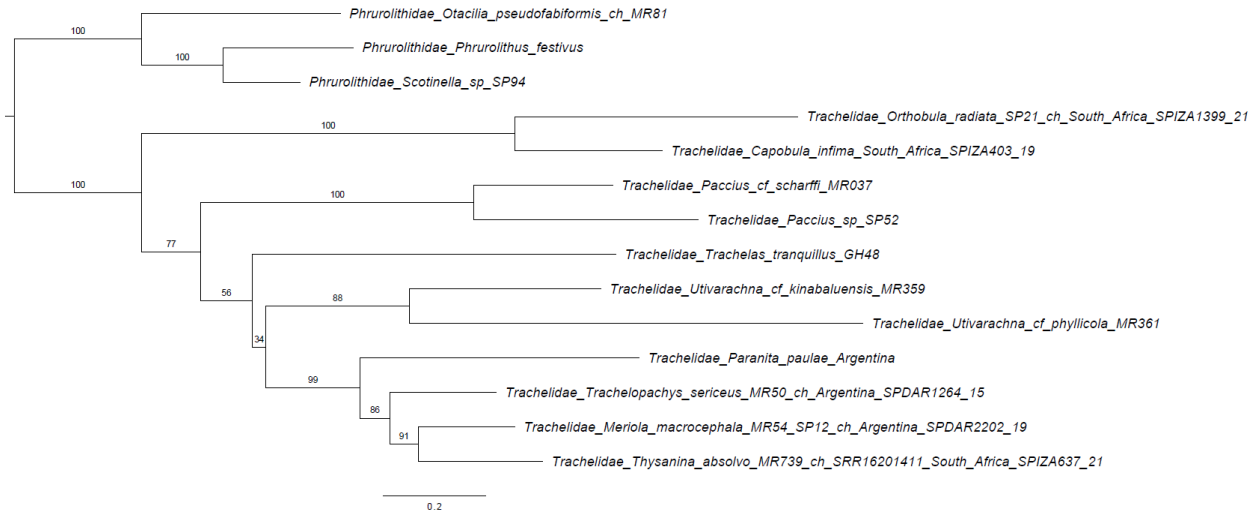 Phrurolithidae_Otacilia_pseudofabiformis_ch_MR81
100
Phrurolithidae_Phrurolithus_festivus
100
Phrurolithidae_Scotinella_sp_SP94
Trachelidae_Orthobula_radiata_SP21_ch_South_Africa_SPIZA1399_21
100
Trachelidae_Capobula_infima_South_Africa_SPIZA403_19
100
Trachelidae_Paccius_cf_scharffi_MR037
100
Trachelidae_Paccius_sp_SP52
77
Trachelidae_Trachelas_tranquillus_GH48
56
Trachelidae_Utivarachna_cf_kinabaluensis_MR359
88
Trachelidae_Utivarachna_cf_phyllicola_MR361
34
Trachelidae_Paranita_paulae_Argentina
99
Trachelidae_Trachelopachys_sericeus_MR50_ch_Argentina_SPDAR1264_15
86
Trachelidae_Meriola_macrocephala_MR54_SP12_ch_Argentina_SPDAR2202_19
91
Trachelidae_Thysanina_absolvo_MR739_ch_SRR16201411_South_Africa_SPIZA637_21
0.2